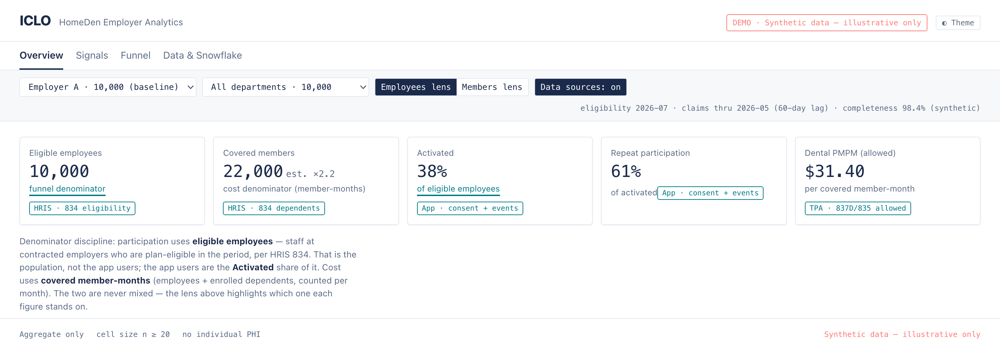 ICLO HomeDen Employer Analytics
DEMO · Synthetic data — illustrative only
◐ Theme
Overview Signals Funnel Data & Snowflake
Employer A · 10,000 (baseline)
All departments · 10,000
Employees lens Members lens
Data sources: on
eligibility 2026–07 · claims thru 2026–05 (60-day lag) · completeness 98.4% (synthetic)
Eligible employees
10,000
funnel denominator
HRIS · 834 eligibility
Covered members
22,000 est. ×2.2
cost denominator (member-months)
HRIS · 834 dependents
Activated
38%
of eligible employees
App · consent + events
Repeat participation
61%
of activated App · consent + events
Dental PMPM (allowed)
$31.40
per covered member-month
TPA · 837D/835 allowed
Denominator discipline: participation uses eligible employees — staff at
contracted employers who are plan-eligible in the period, per HRIS 834. That is the
population, not the app users; the app users are the Activated share of it. Cost
uses covered member-months (employees + enrolled dependents, counted per
month). The two are never mixed — the lens above highlights which one each
figure stands on.
Aggregate only cell size n ≥ 20 no individual PHI
Synthetic data — illustrative only